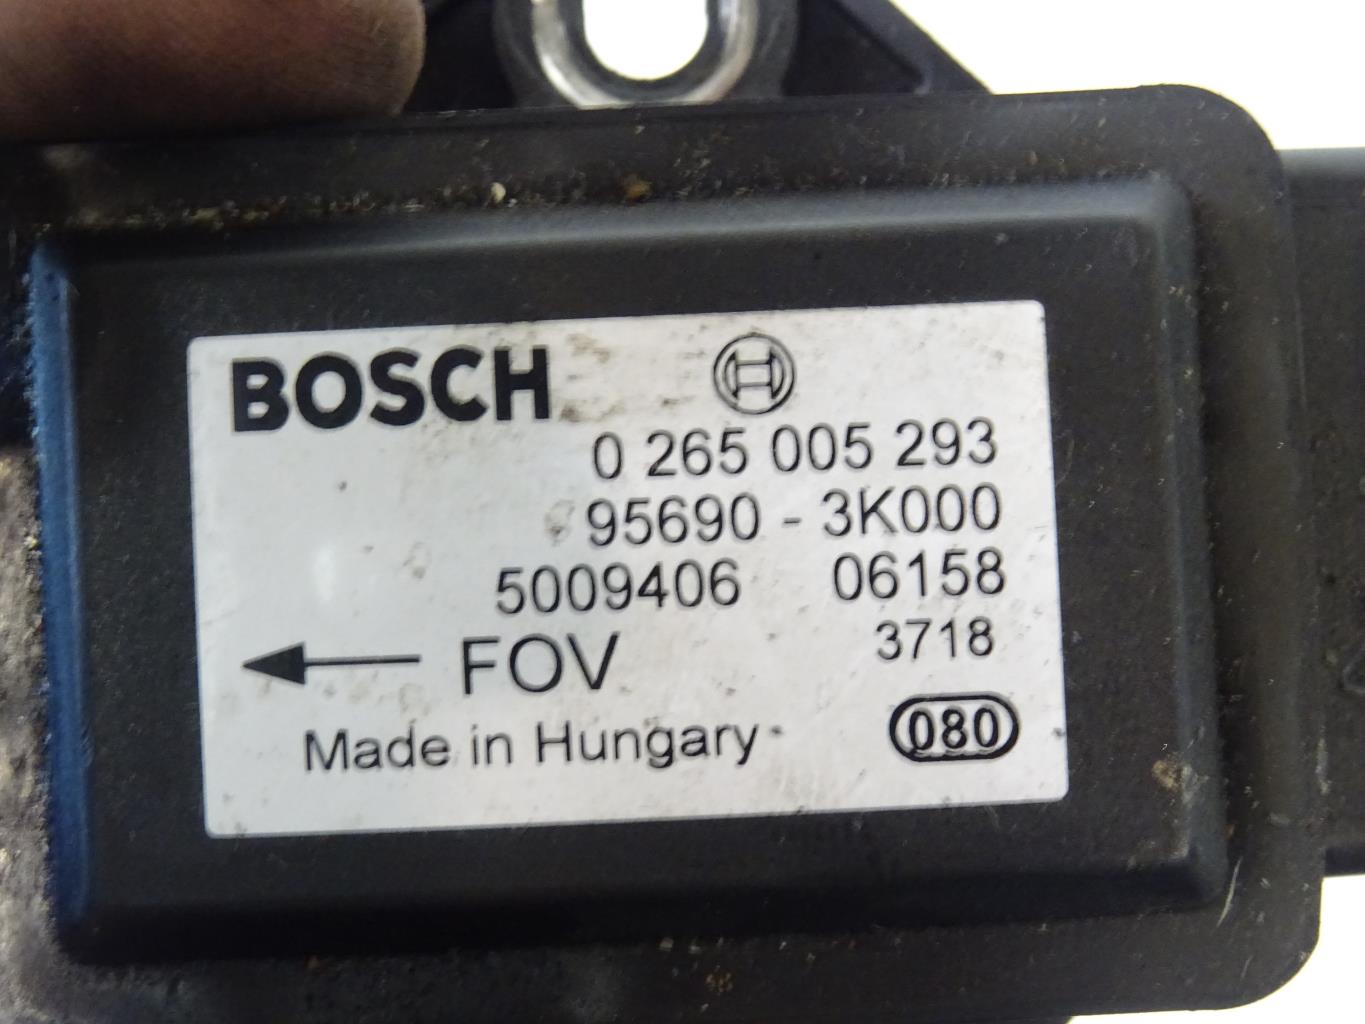 BOSCH
0 265 005 293
95690 - 3K000
5009406 06158
FOV 3718
Made in Hungary 080